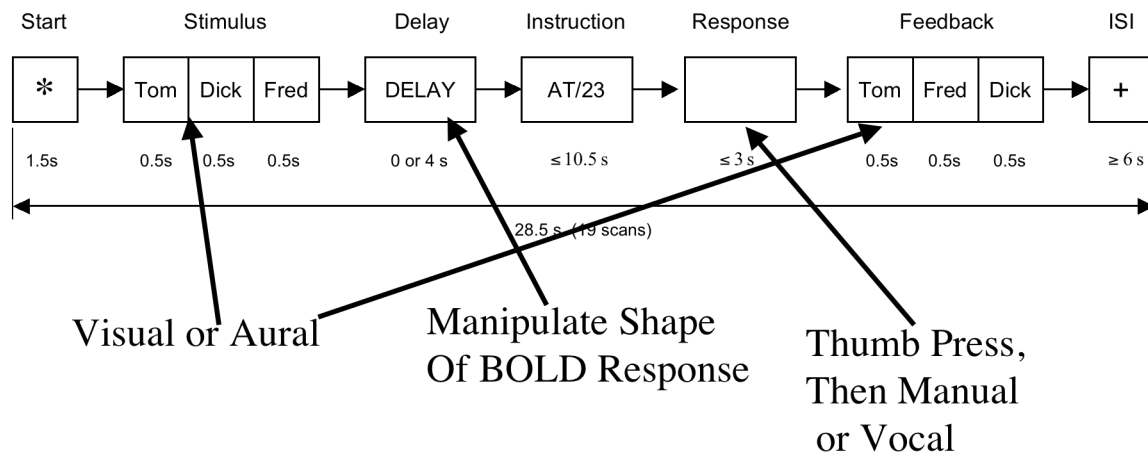 Start Stimulus Delay Instruction Response Feedback ISI
* Tom Dick Fred DELAY AT/23 Tom Fred Dick +
1.5s 0.5s 0.5s 0.5s 0 or 4 s ≤10.5 s ≤3 s 0.5s 0.5s 0.5s ≥ 6 s
28.5 s (19 scans)
Visual or Aural
Manipulate Shape
Of BOLD Response
Thumb Press,
Then Manual
or Vocal